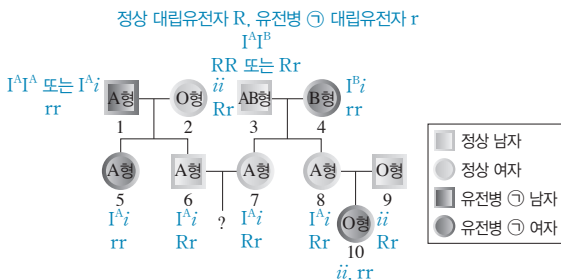 정상 대립유전자 R, 유전병 ㉠ 대립유전자 r
IᴬIᴮ
RR 또는 Rr
IᴬIᴬ 또는 Iᴬi
rr
A형
1
O형
2
ii
Rr
AB형
3
B형
4
Iᴮi
rr
A형
5
Iᴬi
rr
A형
6
Iᴬi
Rr
?
A형
7
Iᴬi
Rr
A형
8
Iᴬi
Rr
O형
9
ii
Rr
O형
10
ii, rr
정상 남자
정상 여자
유전병 ㉠ 남자
유전병 ㉠ 여자